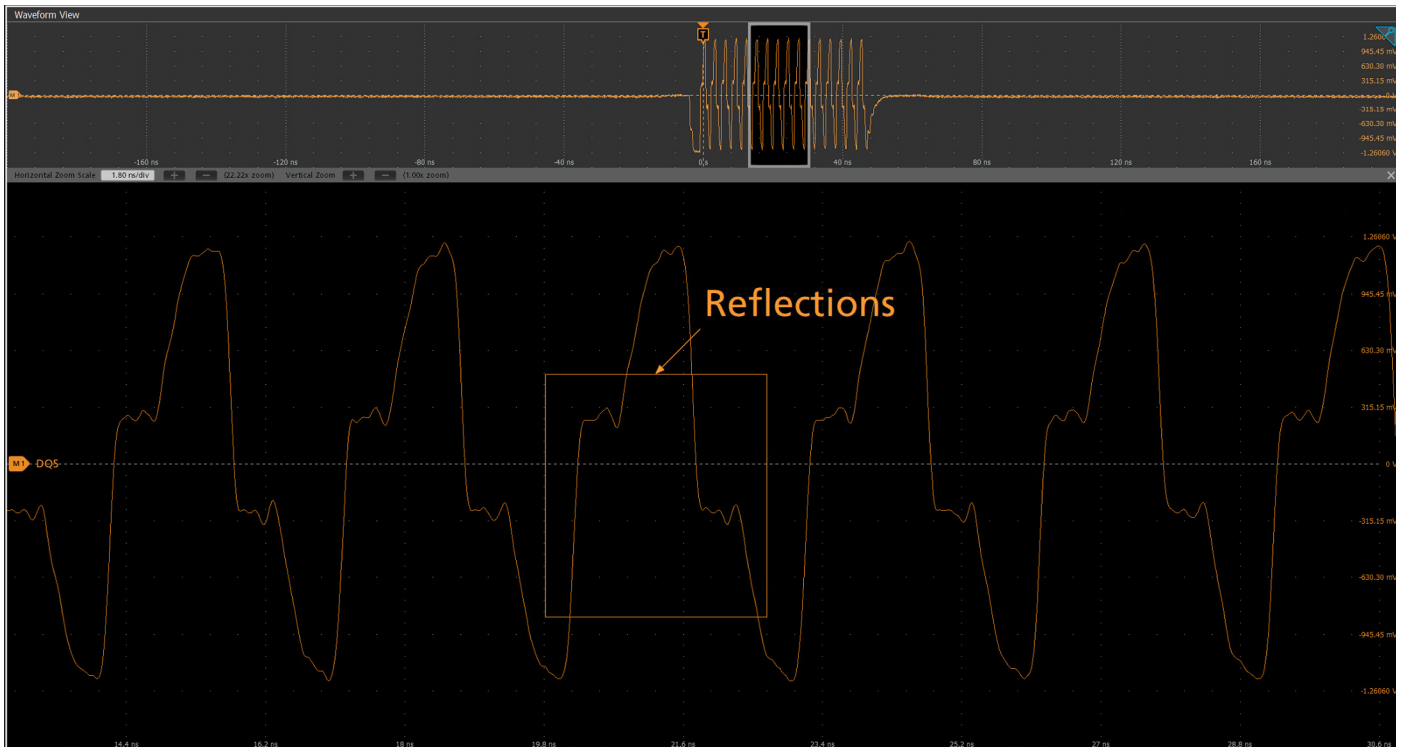 Waveform View
T
1.2606
945.45 mV
630.30 mV
315.15 mV
M
-315.15 mV
-630.30 mV
-945.45 mV
-1.26060 V
-160 ns -120 ns -80 ns -40 ns 0 s 40 ns 80 ns 120 ns 160 ns
Horizontal Zoom Scale 1.80 ns/div + − (22.22x zoom) Vertical Zoom + − (1.00x zoom) ×
1.26060 V
945.45 mV
Reflections
630.30 mV
315.15 mV
M1 DQS 0 V
-315.15 mV
-630.30 mV
-945.45 mV
-1.26060 V
14.4 ns 16.2 ns 18 ns 19.8 ns 21.6 ns 23.4 ns 25.2 ns 27 ns 28.8 ns 30.6 ns